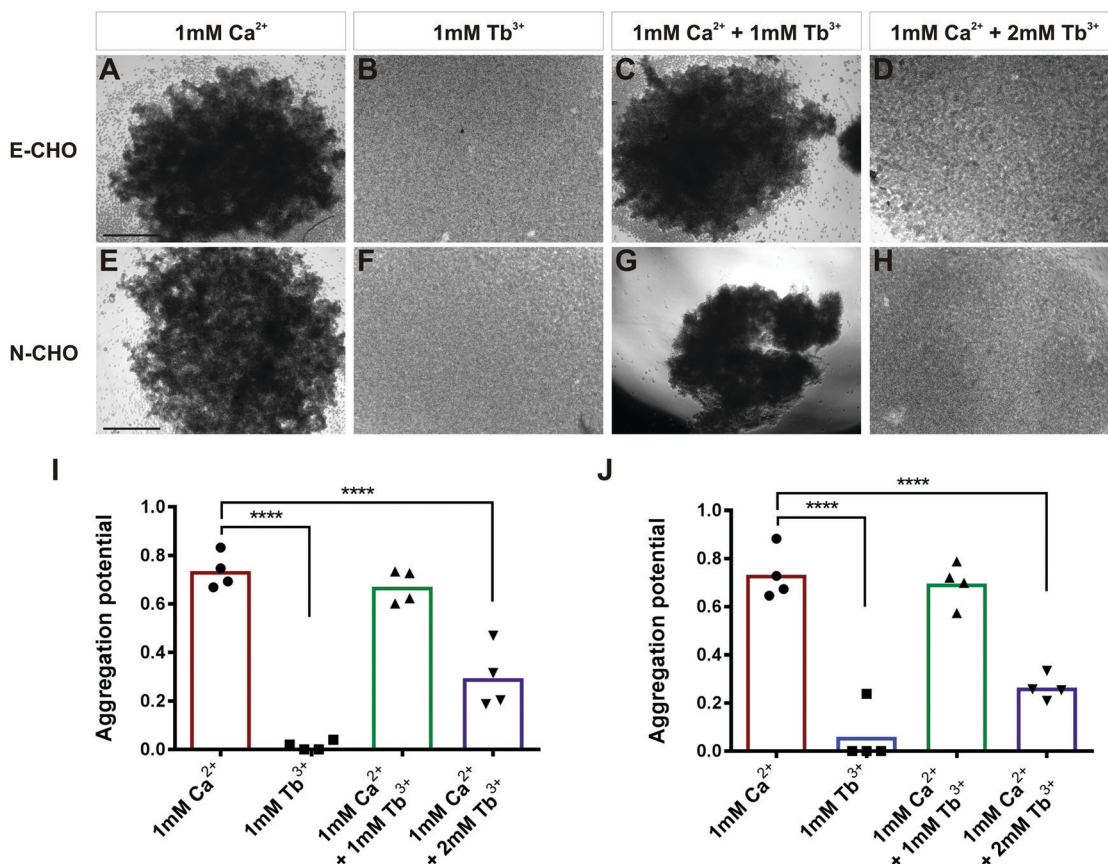 1mM Ca²⁺
1mM Tb³⁺
1mM Ca²⁺ + 1mM Tb³⁺
1mM Ca²⁺ + 2mM Tb³⁺
E-CHO
A
B
C
D
N-CHO
E
F
G
H
I
****
****
Aggregation potential
1.0
0.8
0.6
0.4
0.2
0.0
1mM Ca²⁺
1mM Tb³⁺
1mM Ca²⁺
+ 1mM Tb³⁺
1mM Ca²⁺
+ 2mM Tb³⁺
J
****
****
Aggregation potential
1.0
0.8
0.6
0.4
0.2
0.0
1mM Ca²⁺
1mM Tb³⁺
1mM Ca²⁺
+ 1mM Tb³⁺
1mM Ca²⁺
+ 2mM Tb³⁺